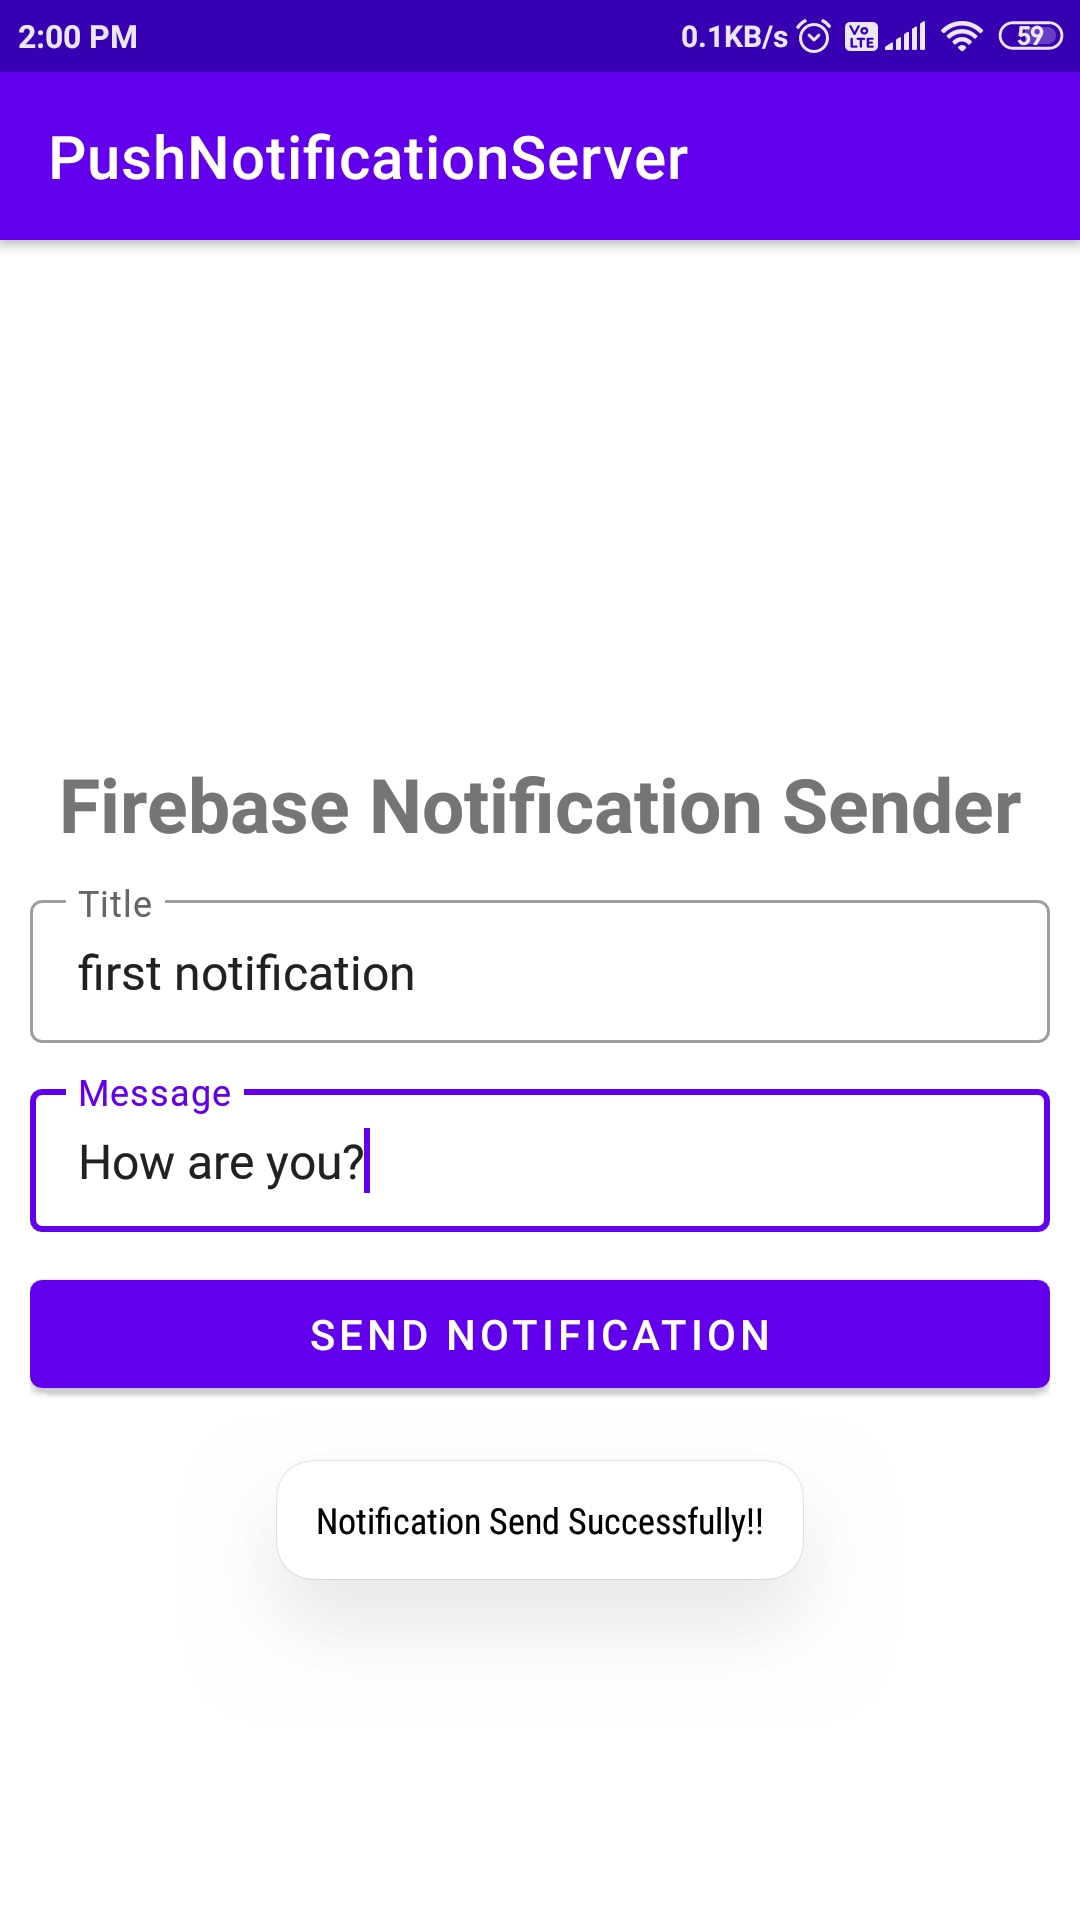 2:00 PM 0.1KB/s Vo LTE 59
PushNotificationServer
Firebase Notification Sender
Title
first notification
Message
How are you?
SEND NOTIFICATION
Notification Send Successfully!!